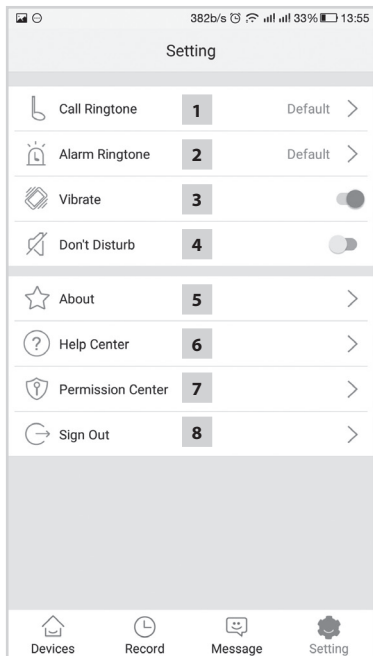 382b/s 33% 13:55
Setting
Call Ringtone 1 Default
Alarm Ringtone 2 Default
Vibrate 3
Don't Disturb 4
About 5
Help Center 6
Permission Center 7
Sign Out 8
Devices Record Message Setting